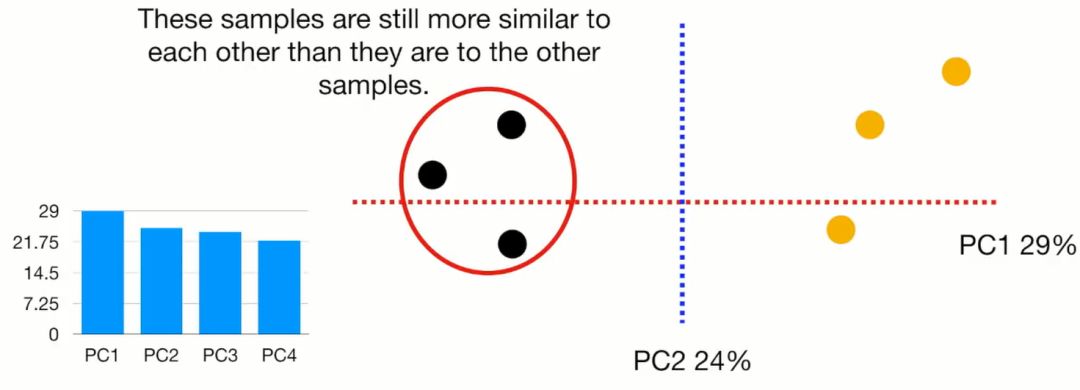 These samples are still more similar to
each other than they are to the other
samples.
29
21.75
14.5
7.25
0
PC1 PC2 PC3 PC4
PC1 29%
PC2 24%